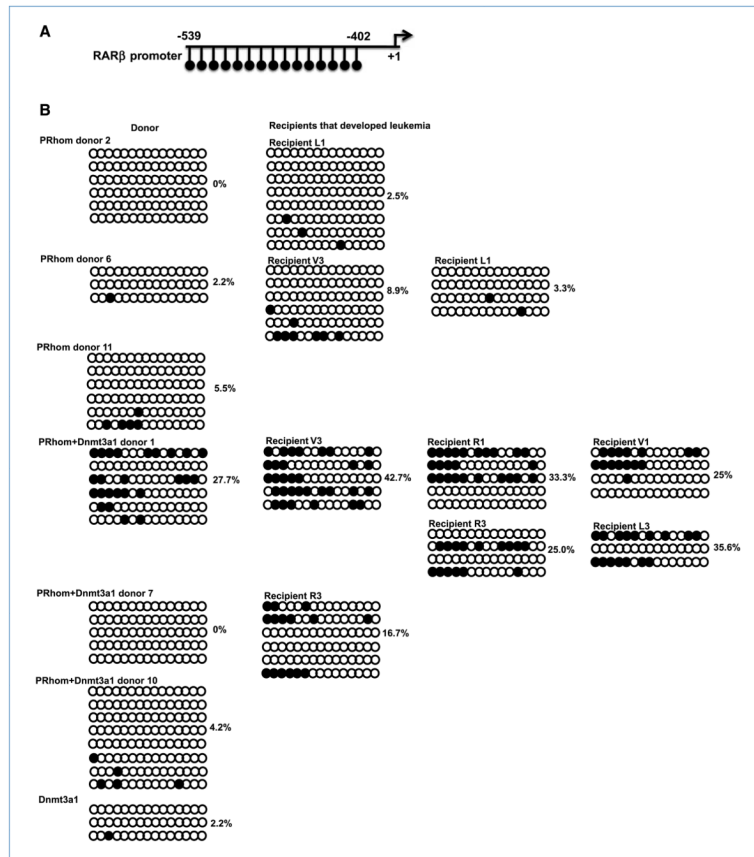 A
-539 -402
RARβ promoter +1
B
Donor Recipients that developed leukemia
PRhom donor 2 Recipient L1
0% 2.5%
PRhom donor 6 Recipient V3 Recipient L1
2.2% 8.9% 3.3%
PRhom donor 11
5.5%
PRhom+Dnmt3a1 donor 1 Recipient V3 Recipient R1 Recipient V1
27.7% 42.7% 33.3% 25%
Recipient R3 Recipient L3
25.0% 35.6%
PRhom+Dnmt3a1 donor 7 Recipient R3
0% 16.7%
PRhom+Dnmt3a1 donor 10
4.2%
Dnmt3a1
2.2%